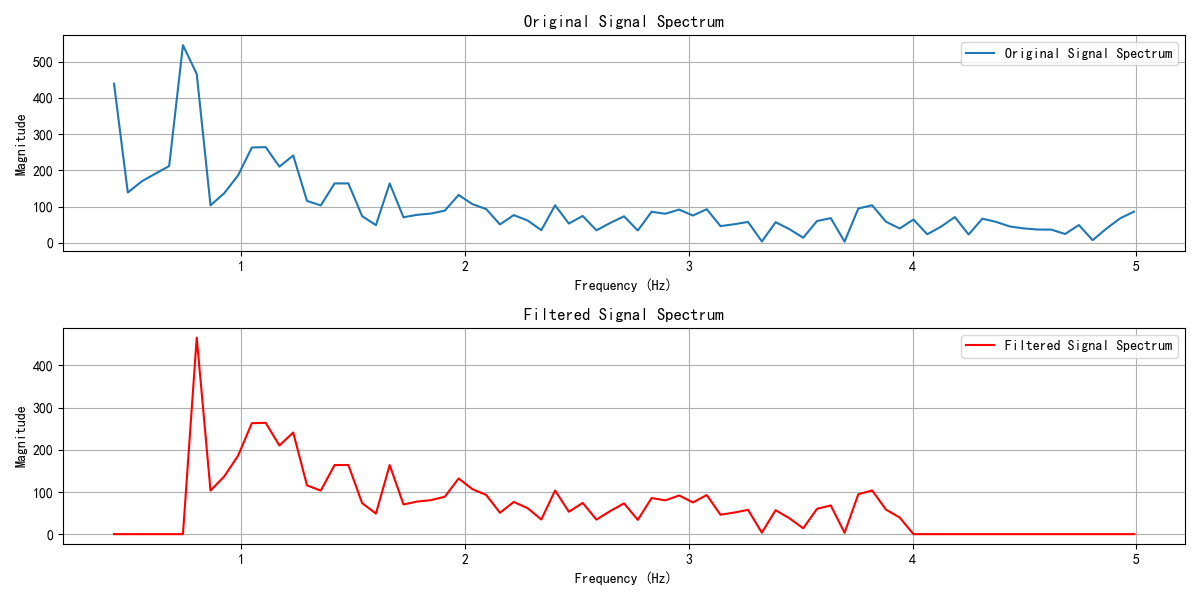 Original Signal Spectrum
Original Signal Spectrum
500
400
300
200
100
0
Magnitude
1 2 3 4 5
Frequency (Hz)
Filtered Signal Spectrum
Filtered Signal Spectrum
400
300
200
100
0
Magnitude
1 2 3 4 5
Frequency (Hz)